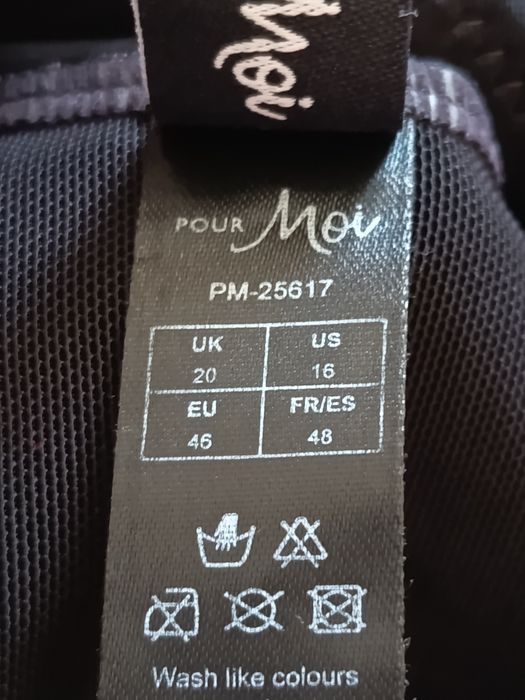 Moi
POUR Moi
PM-25617
UK US
20 16
EU FR/ES
46 48
Wash like colours